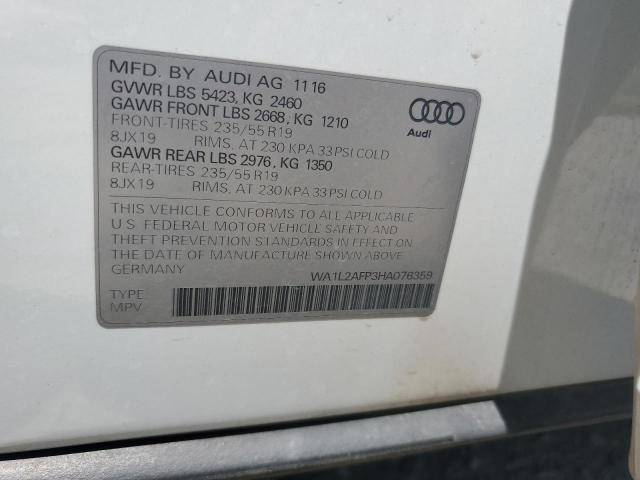 MFD. BY AUDI AG 11 16
GVWR LBS 5423, KG 2460
GAWR FRONT LBS 2668, KG 1210
FRONT-TIRES 235/55 R19
8JX19 RIMS, AT 230 KPA 33 PSI COLD
GAWR REAR LBS 2976, KG 1350
REAR-TIRES 235/55 R19
8JX19 RIMS, AT 230 KPA 33 PSI COLD
Audi
THIS VEHICLE CONFORMS TO ALL APPLICABLE
U.S. FEDERAL MOTOR VEHICLE SAFETY AND
THEFT PREVENTION STANDARDS IN EFFECT ON
THE DATE OF MANUFACTURE SHOWN ABOVE.
GERMANY
WA1L2AFP3HA076359
TYPE:
MPV